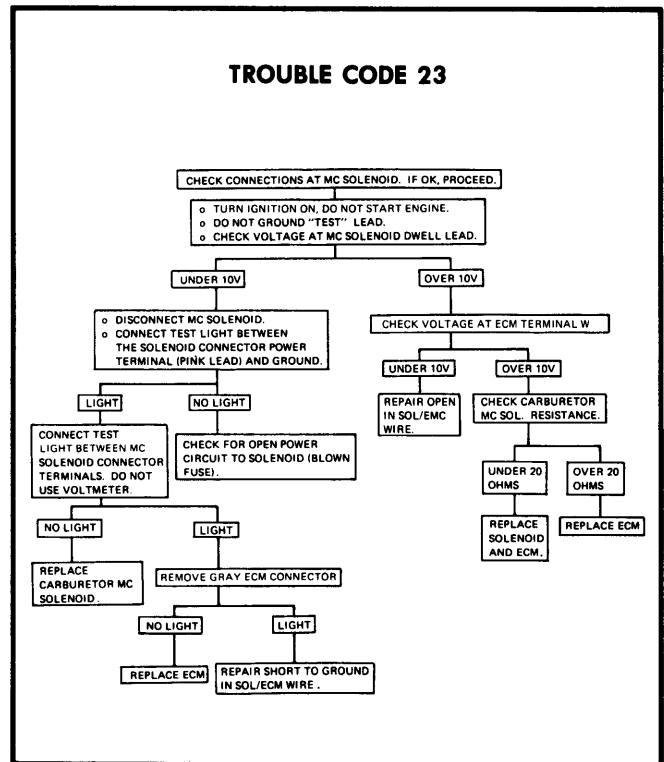 TROUBLE CODE 23
CHECK CONNECTIONS AT MC SOLENOID. IF OK, PROCEED.
o TURN IGNITION ON, DO NOT START ENGINE.
o DO NOT GROUND "TEST" LEAD.
o CHECK VOLTAGE AT MC SOLENOID DWELL LEAD.
UNDER 10V
OVER 10V
o DISCONNECT MC SOLENOID.
o CONNECT TEST LIGHT BETWEEN
THE SOLENOID CONNECTOR POWER
TERMINAL (PINK LEAD) AND GROUND.
CHECK VOLTAGE AT ECM TERMINAL W
UNDER 10V
OVER 10V
LIGHT
NO LIGHT
REPAIR OPEN
IN SOL/EMC
WIRE.
CHECK CARBURETOR
MC SOL. RESISTANCE.
CONNECT TEST
LIGHT BETWEEN MC
SOLENOID CONNECTOR
TERMINALS. DO NOT
USE VOLTMETER.
CHECK FOR OPEN POWER
CIRCUIT TO SOLENOID (BLOWN
FUSE).
UNDER 20
OHMS
OVER 20
OHMS
NO LIGHT
LIGHT
REPLACE
SOLENOID
AND ECM.
REPLACE ECM
REPLACE
CARBURETOR MC
SOLENOID.
REMOVE GRAY ECM CONNECTOR
NO LIGHT
LIGHT
REPLACE ECM
REPAIR SHORT TO GROUND
IN SOL/ECM WIRE.